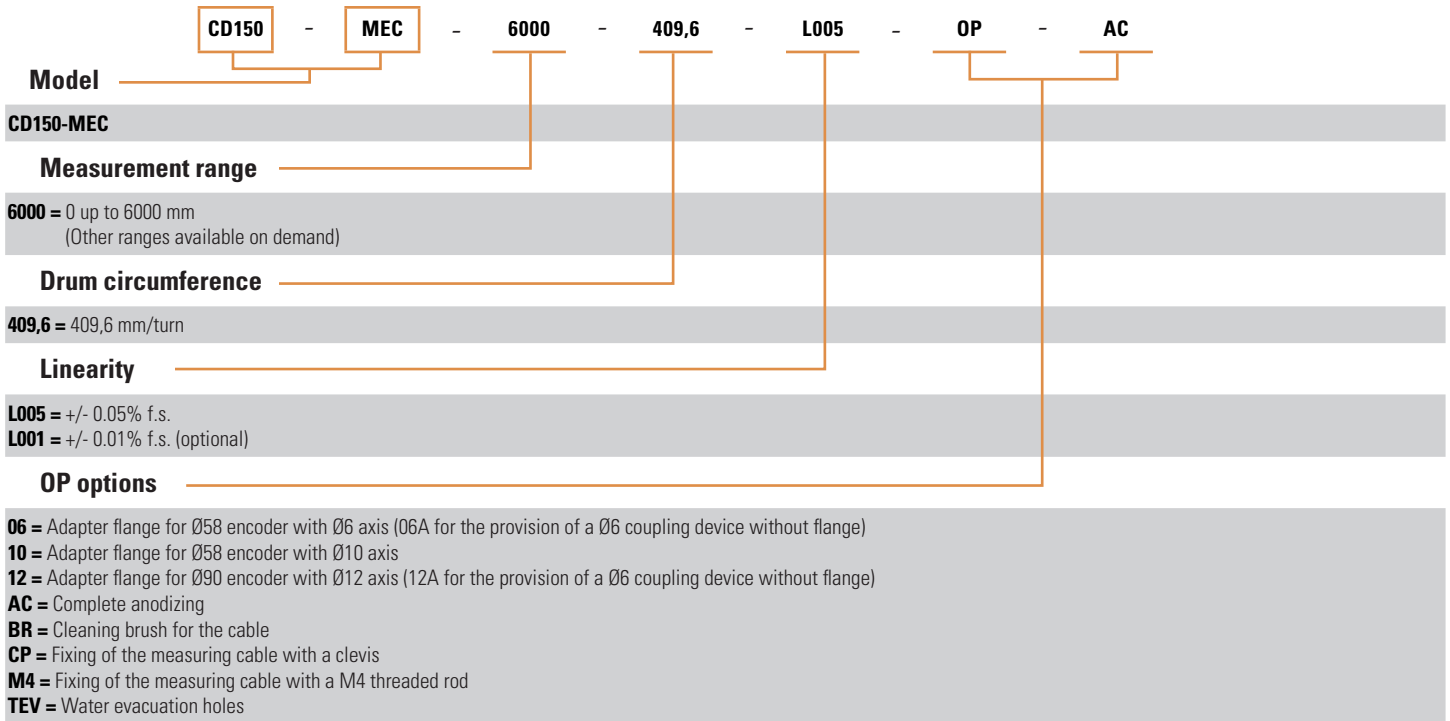 CD150 - MEC - 6000 - 409,6 - L005 - OP - AC
Model
CD150-MEC
Measurement range
6000 = 0 up to 6000 mm
(Other ranges available on demand)
Drum circumference
409,6 = 409,6 mm/turn
Linearity
L005 = +/- 0.05% f.s.
L001 = +/- 0.01% f.s. (optional)
OP options
06 = Adapter flange for Ø58 encoder with Ø6 axis (06A for the provision of a Ø6 coupling device without flange)
10 = Adapter flange for Ø58 encoder with Ø10 axis
12 = Adapter flange for Ø90 encoder with Ø12 axis (12A for the provision of a Ø6 coupling device without flange)
AC = Complete anodizing
BR = Cleaning brush for the cable
CP = Fixing of the measuring cable with a clevis
M4 = Fixing of the measuring cable with a M4 threaded rod
TEV = Water evacuation holes